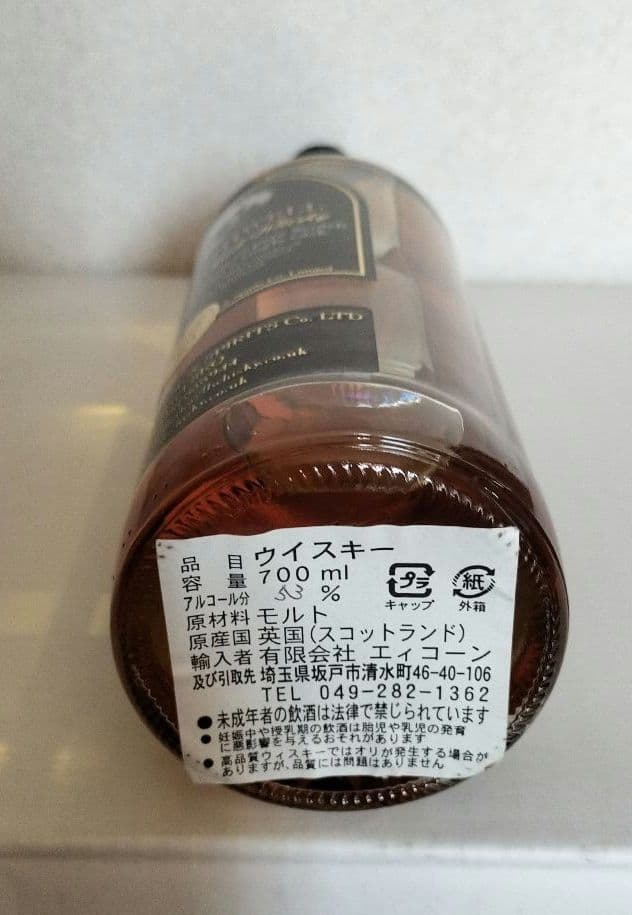 Limited
SPIRITS Co. LTD
品目 ウイスキー
容量 700 ml
アルコール分 53 %
プラ
キャップ
紙
外箱
原材料 モルト
原産国 英国(スコットランド)
輸入者 有限会社 エィコーン
及び引取先 埼玉県坂戸市清水町46-40-106
TEL 049-282-1362
●未成年者の飲酒は法律で禁じられています
●妊娠中や授乳期の飲酒は胎児や乳児の発育
に悪影響を与えるおそれがあります
●高品質ウイスキーではオリが発生する場合が
ありますが、品質には問題はありません